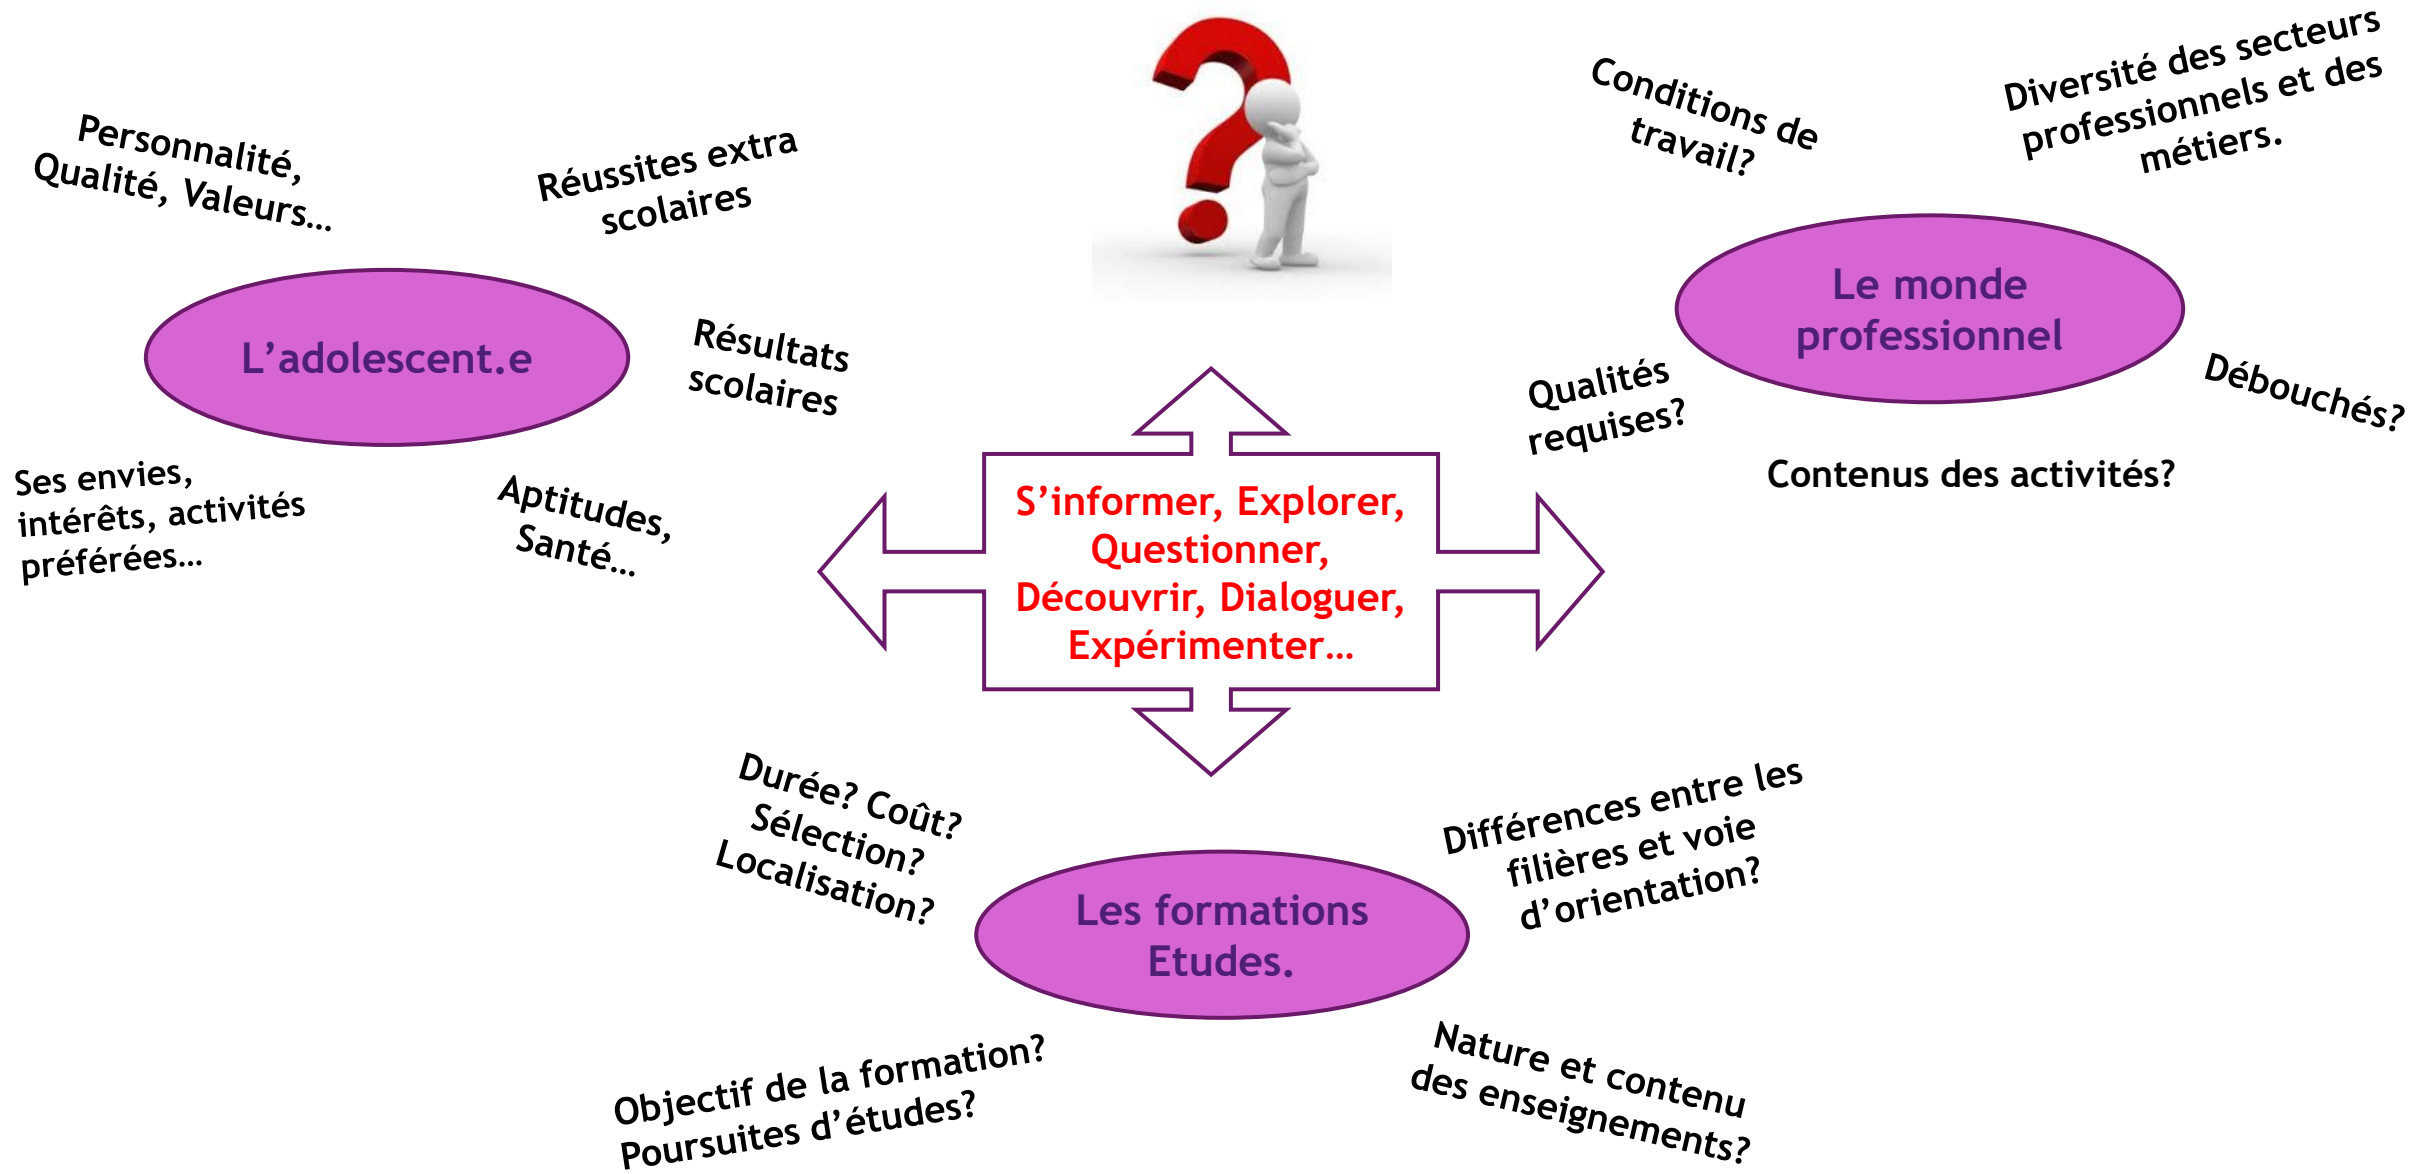 Personnalité,
Qualité, Valeurs…
Réussites extra
scolaires
L’adolescent.e
Résultats
scolaires
Ses envies,
intérêts, activités
préférées…
Aptitudes,
Santé…
Conditions de
travail?
Diversité des secteurs
professionnels et des
métiers.
Le monde
professionnel
Qualités
requises?
Débouchés?
Contenus des activités?
S’informer, Explorer,
Questionner,
Découvrir, Dialoguer,
Expérimenter…
Durée? Coût?
Sélection?
Localisation?
Différences entre les
filières et voie
d’orientation?
Les formations
Etudes.
Objectif de la formation?
Poursuites d’études?
Nature et contenu
des enseignements?